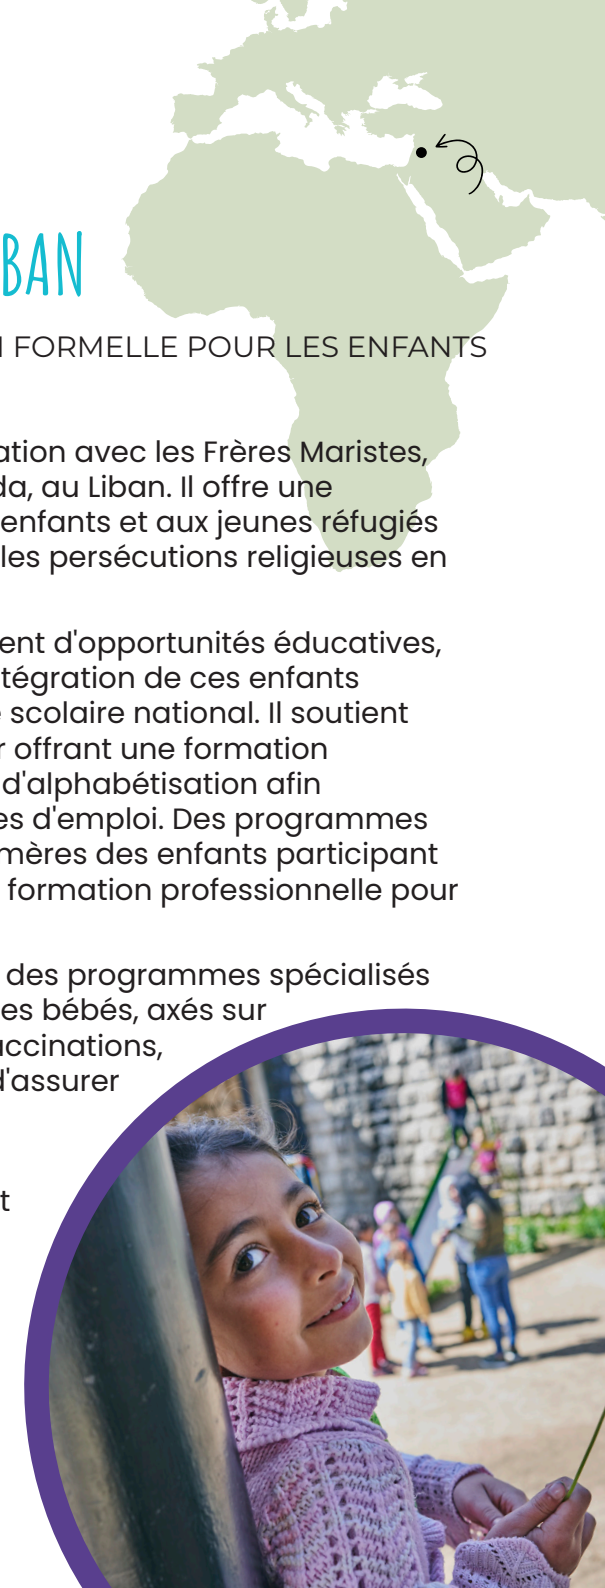 BAN
FORMELLE POUR LES ENFANTS
ation avec les Frères Maristes,
da, au Liban. Il offre une
enfants et aux jeunes réfugiés
les persécutions religieuses en
ent d'opportunités éducatives,
tégration de ces enfants
scolaire national. Il soutient
r offrant une formation
d'alphabétisation afin
es d'emploi. Des programmes
mères des enfants participant
formation professionnelle pour
des programmes spécialisés
es bébés, axés sur
accinations,
d'assurer
t